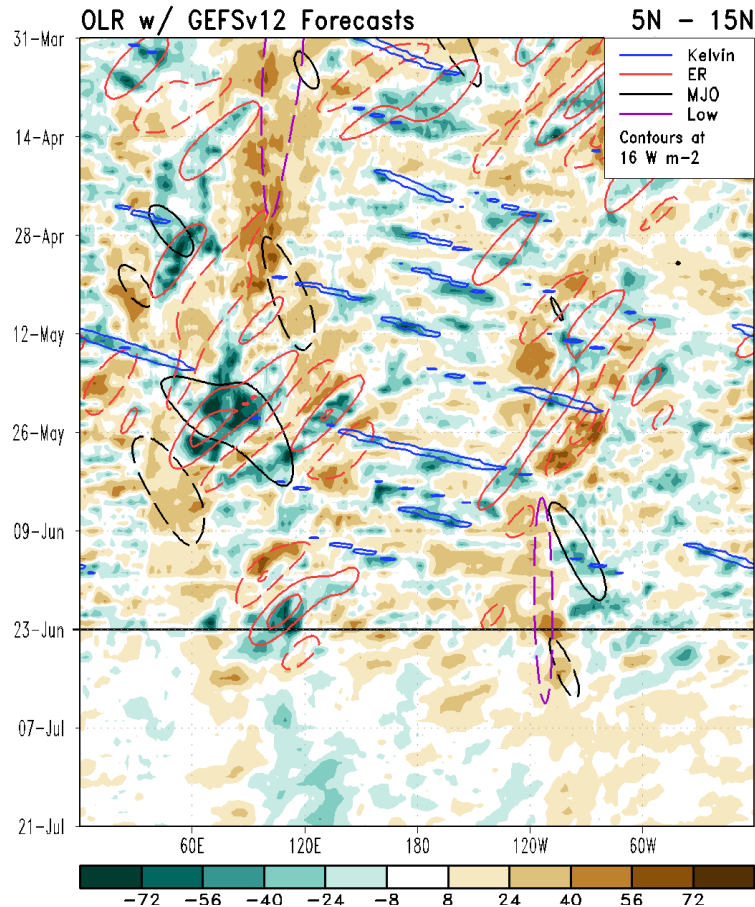 OLR w/ GEFSv12 Forecasts 5N - 15N
31-Mar
14-Apr
28-Apr
12-May
26-May
09-Jun
23-Jun
07-Jul
21-Jul
Kelvin
ER
MJO
Low
Contours at
16 W m-2
60E 120E 180 120W 60W
-72 -56 -40 -24 -8 8 24 40 56 72